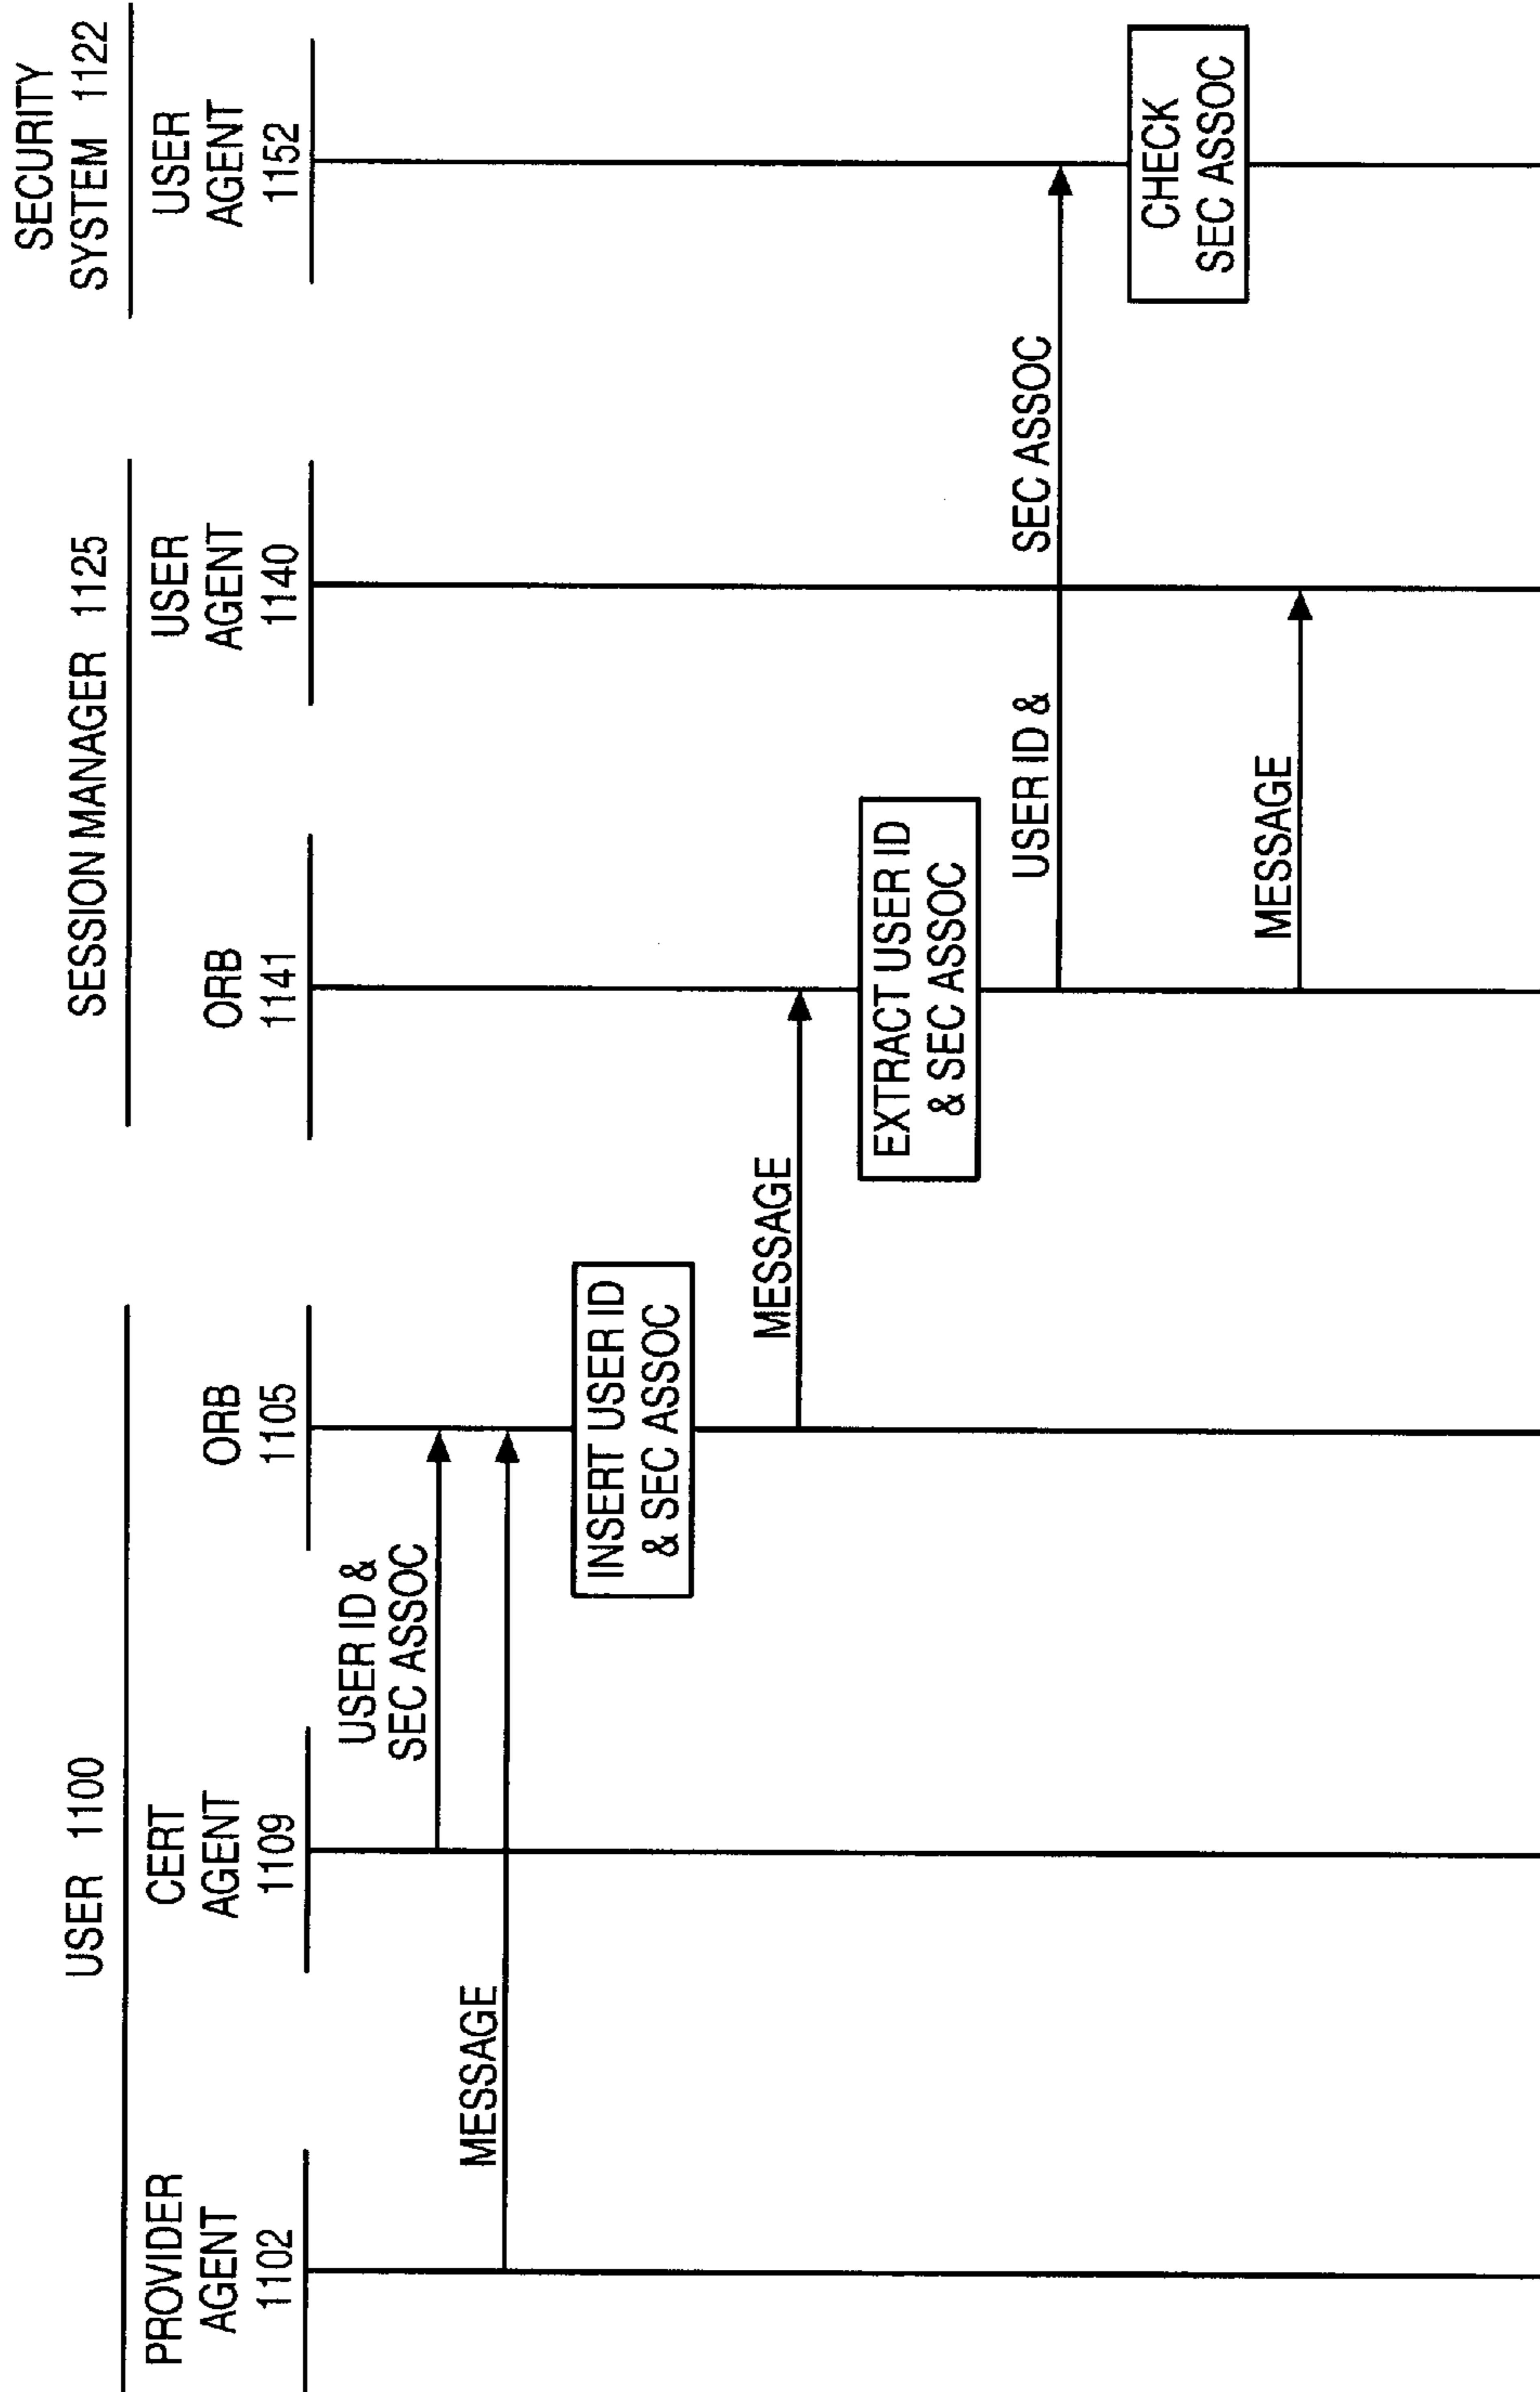 USER 1100
SESSION MANAGER 1125
SECURITY
SYSTEM 1122
PROVIDER
AGENT
1102
CERT
AGENT
1109
ORB
1105
ORB
1141
USER
AGENT
1140
USER
AGENT
1152
USER ID &
SEC ASSOC
MESSAGE
INSERT USER ID
& SEC ASSOC
MESSAGE
EXTRACT USER ID
& SEC ASSOC
USER ID & SEC ASSOC
CHECK
SEC ASSOC
MESSAGE